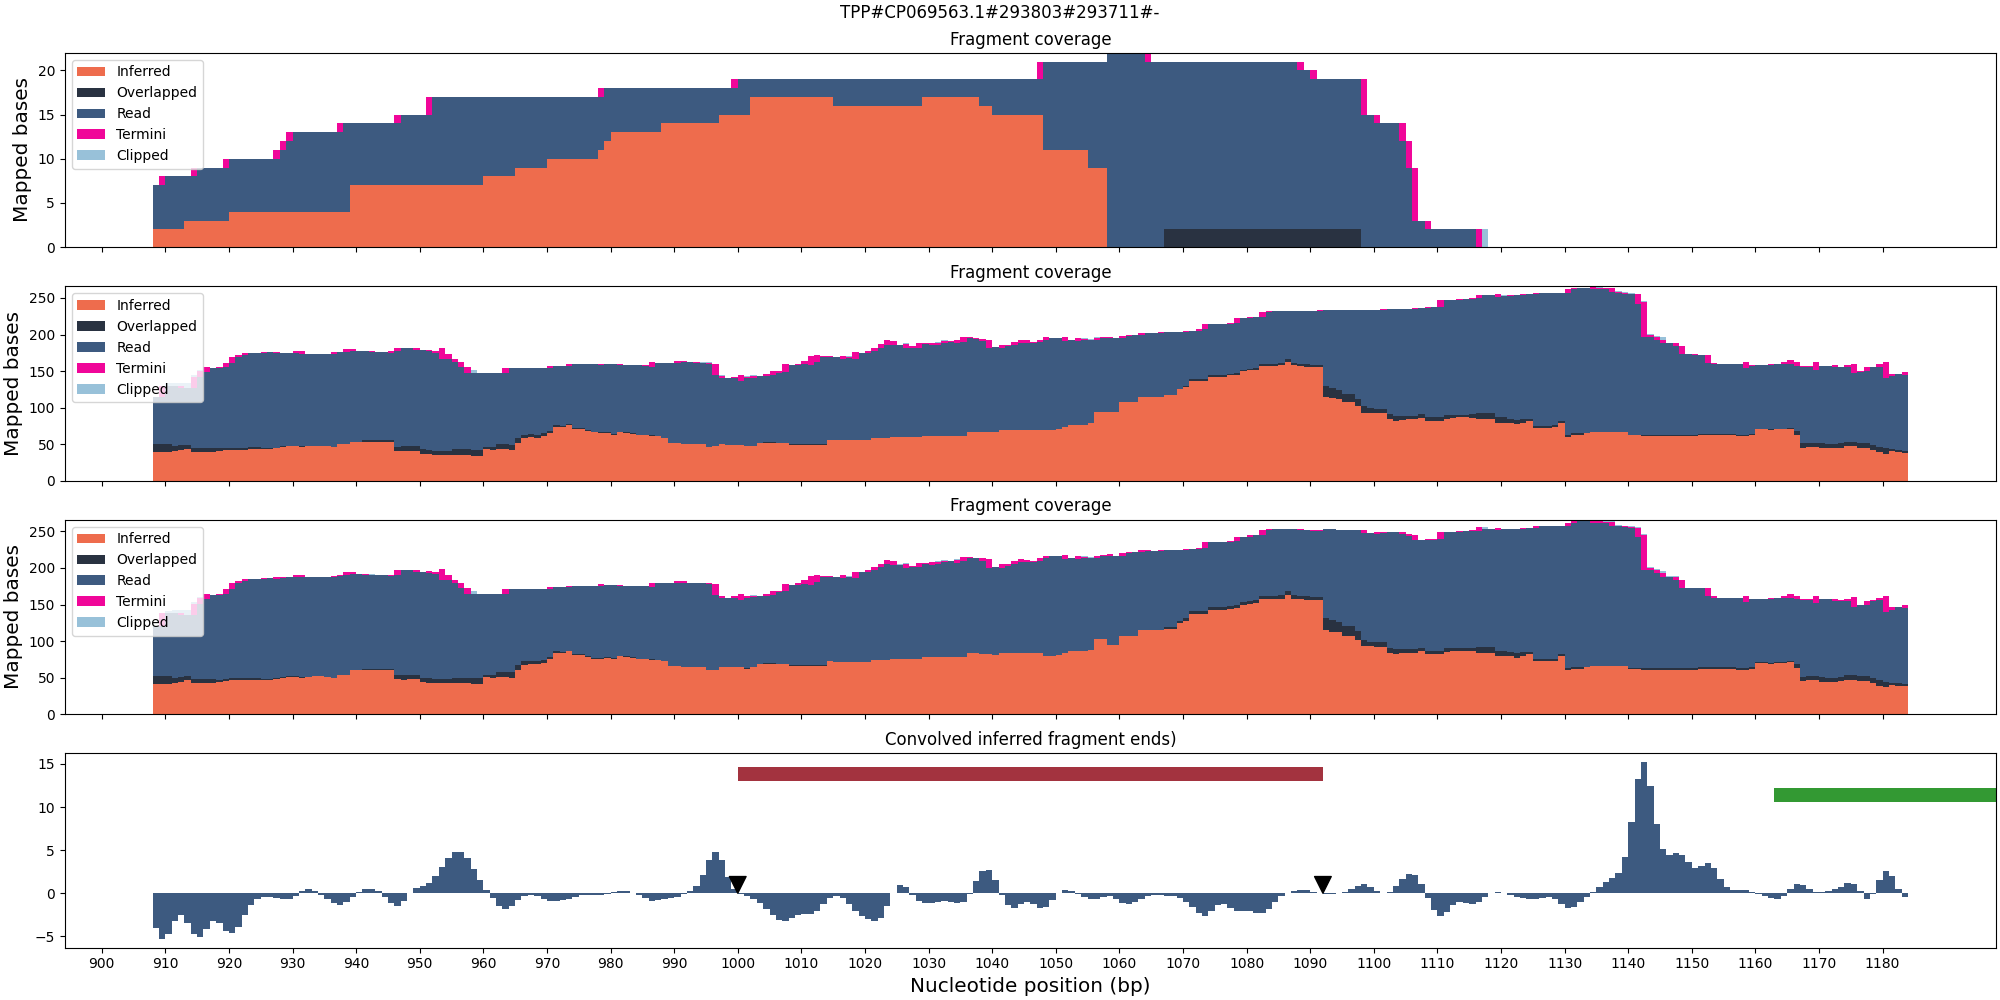 TPP#CP069563.1#293803#293711#-
Fragment coverage
Mapped bases
20
15
10
5
0
Inferred
Overlapped
Read
Termini
Clipped
Fragment coverage
Mapped bases
250
200
150
100
50
0
Inferred
Overlapped
Read
Termini
Clipped
Fragment coverage
Mapped bases
250
200
150
100
50
0
Inferred
Overlapped
Read
Termini
Clipped
Convolved inferred fragment ends)
15
10
5
0
−5
900 910 920 930 940 950 960 970 980 990 1000 1010 1020 1030 1040 1050 1060 1070 1080 1090 1100 1110 1120 1130 1140 1150 1160 1170 1180
Nucleotide position (bp)